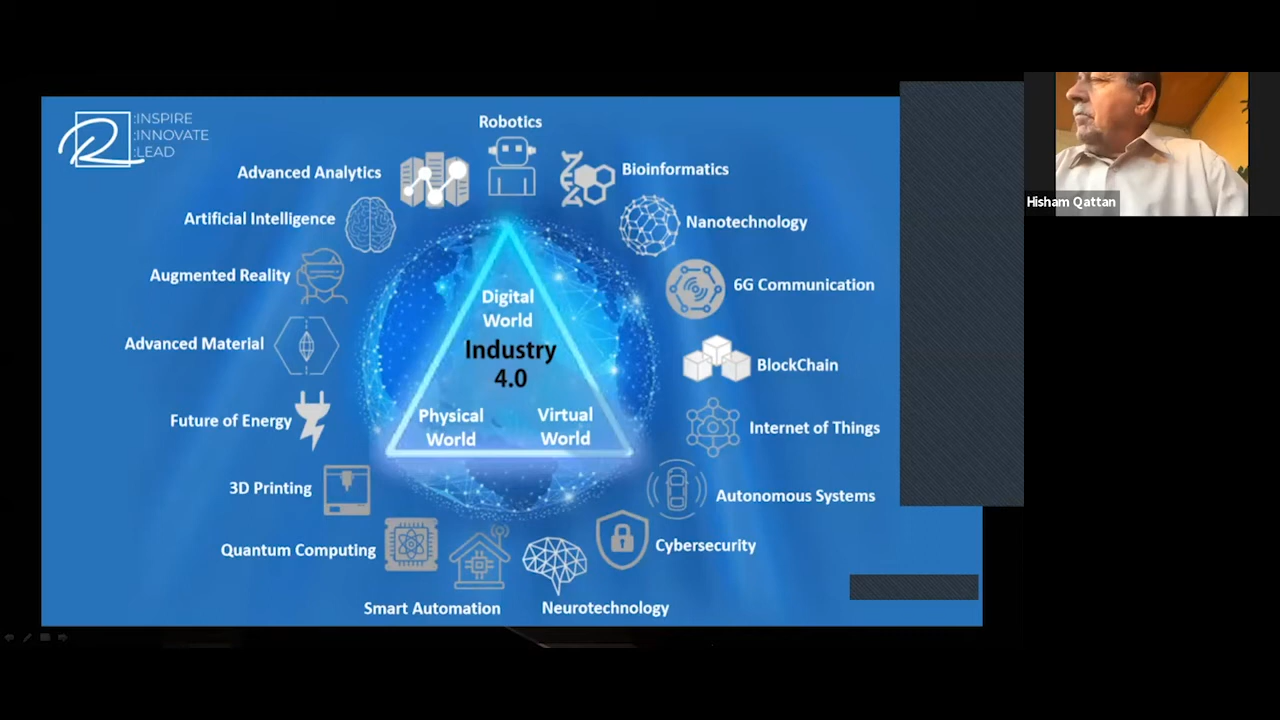 :INSPIRE
:INNOVATE
:LEAD
Robotics
Advanced Analytics
Bioinformatics
Artificial Intelligence
Nanotechnology
Augmented Reality
6G Communication
Digital
World
Advanced Material
Industry
4.0
BlockChain
Physical
World
Virtual
World
Future of Energy
Internet of Things
3D Printing
Autonomous Systems
Quantum Computing
Cybersecurity
Smart Automation
Neurotechnology
Hisham Qattan